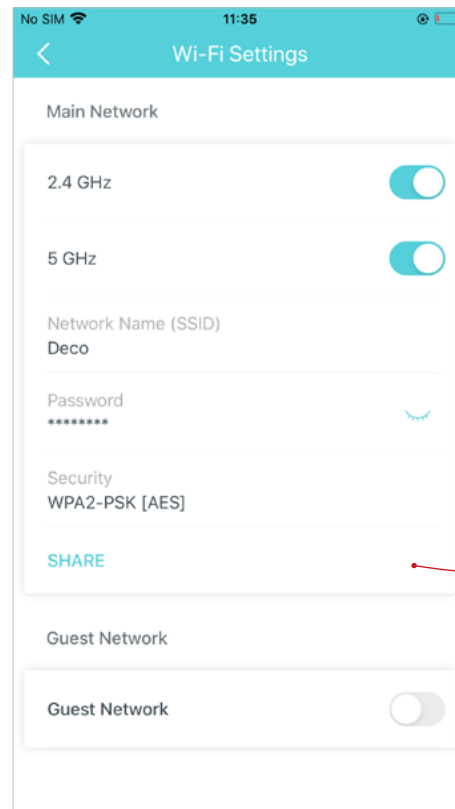 No SIM 11:35
Wi-Fi Settings
Main Network
2.4 GHz
5 GHz
Network Name (SSID)
Deco
Password
********
Security
WPA2-PSK [AES]
SHARE
Guest Network
Guest Network